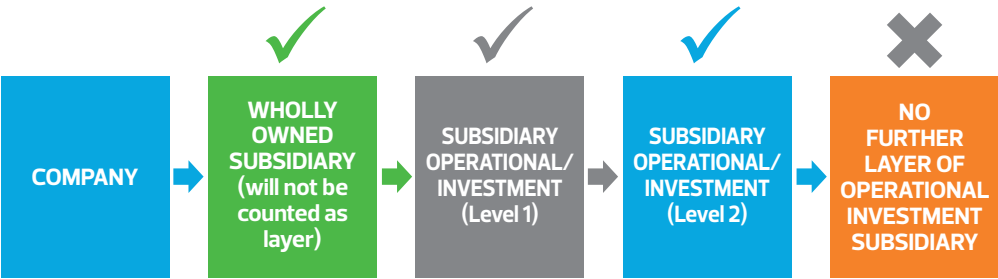 COMPANY
WHOLLY
OWNED
SUBSIDIARY
(will not be
counted as
layer)
SUBSIDIARY
OPERATIONAL/
INVESTMENT
(Level 1)
SUBSIDIARY
OPERATIONAL/
INVESTMENT
(Level 2)
NO
FURTHER
LAYER OF
OPERATIONAL
INVESTMENT
SUBSIDIARY